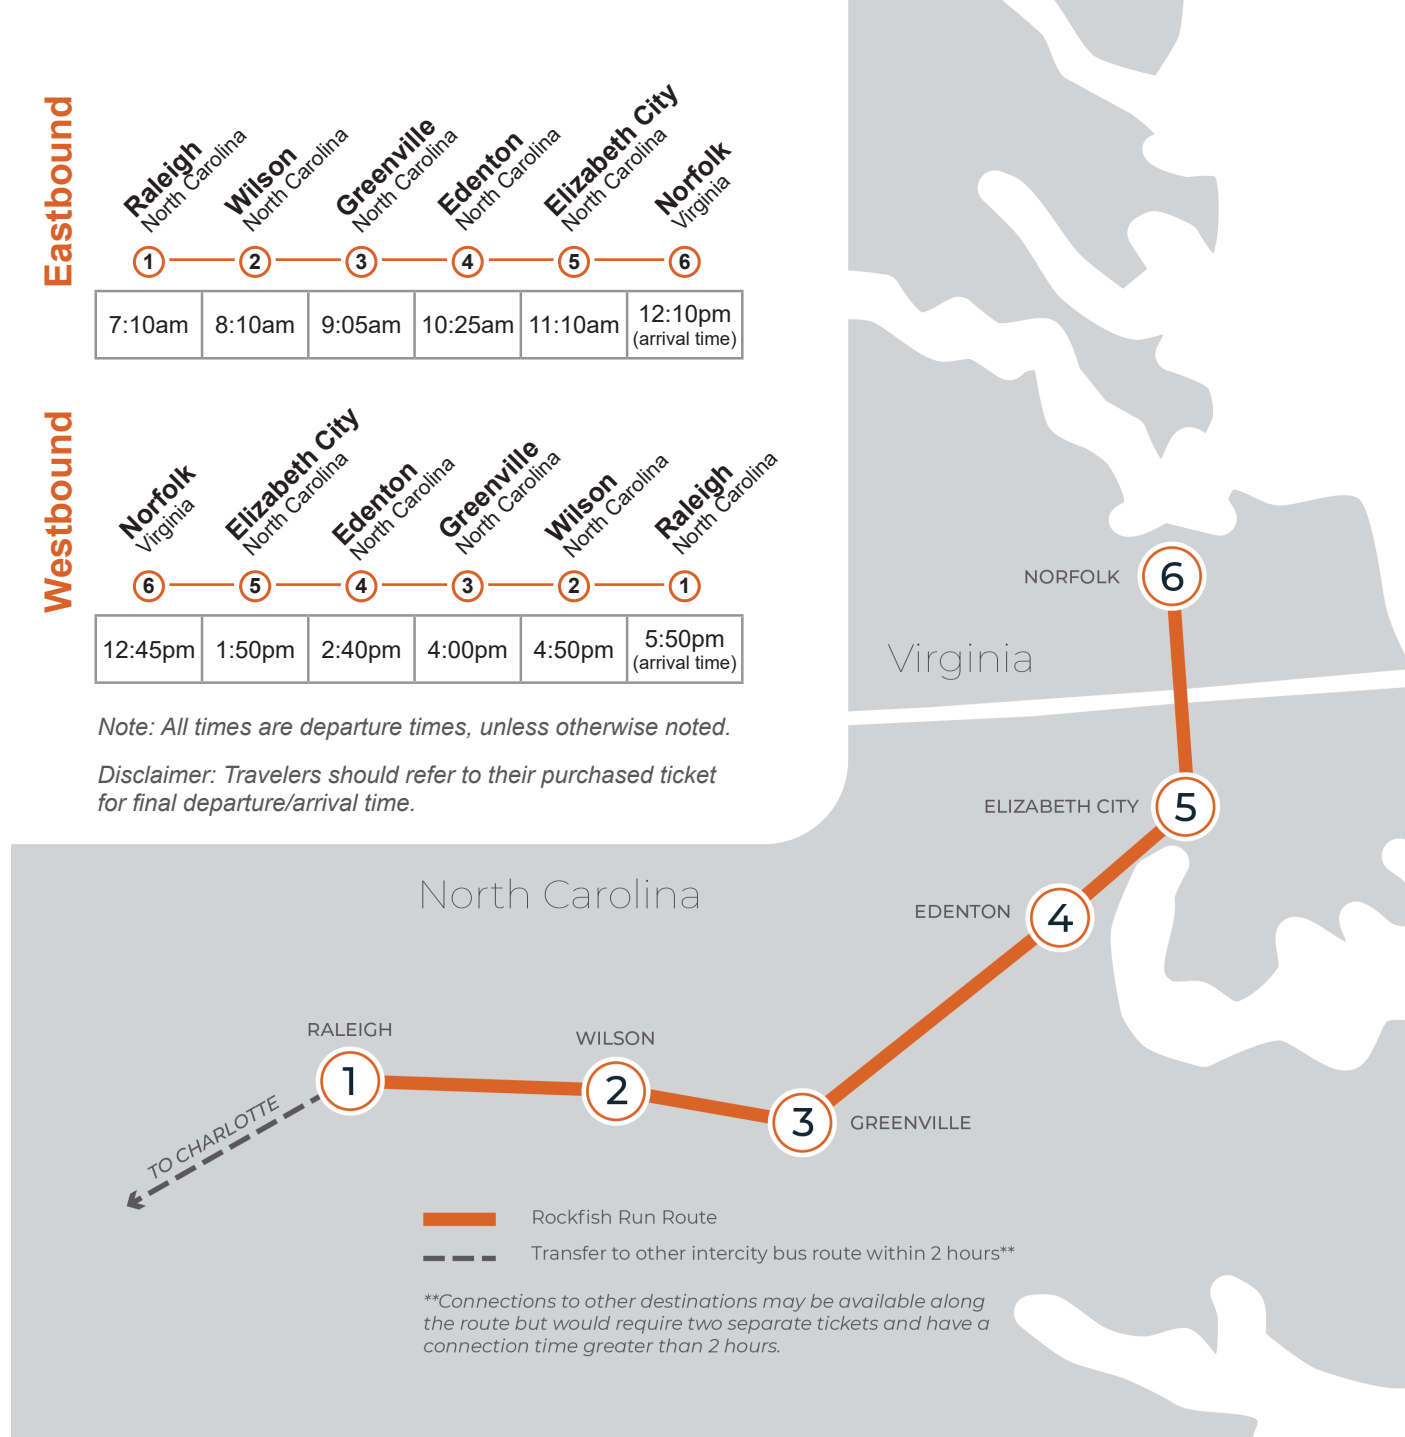 Eastbound
Raleigh
North Carolina
Wilson
North Carolina
Greenville
North Carolina
Edenton
North Carolina
Elizabeth City
North Carolina
Norfolk
Virginia
1 2 3 4 5 6
7:10am 8:10am 9:05am 10:25am 11:10am 12:10pm
(arrival time)
Westbound
Norfolk
Virginia
Elizabeth City
North Carolina
Edenton
North Carolina
Greenville
North Carolina
Wilson
North Carolina
Raleigh
North Carolina
6 5 4 3 2 1
12:45pm 1:50pm 2:40pm 4:00pm 4:50pm 5:50pm
(arrival time)
Note: All times are departure times, unless otherwise noted.
Disclaimer: Travelers should refer to their purchased ticket
for final departure/arrival time.
NORFOLK 6
Virginia
ELIZABETH CITY 5
North Carolina
EDENTON 4
RALEIGH
1
WILSON
2
3 GREENVILLE
TO CHARLOTTE
Rockfish Run Route
Transfer to other intercity bus route within 2 hours**
**Connections to other destinations may be available along
the route but would require two separate tickets and have a
connection time greater than 2 hours.